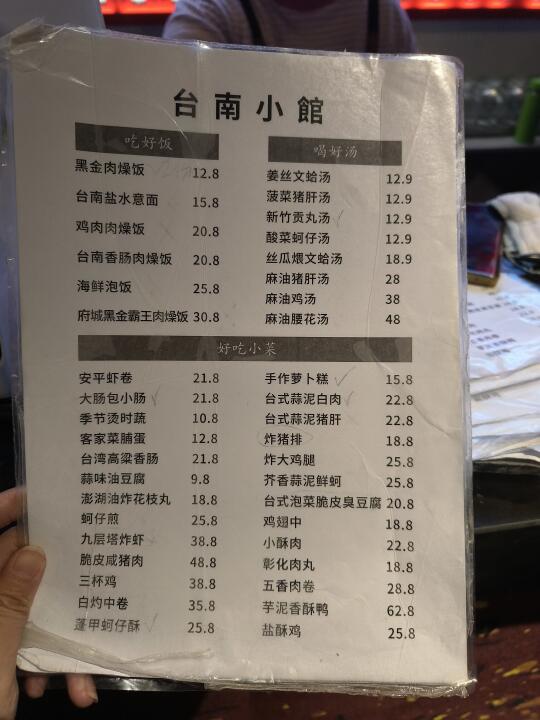 台南小館
吃好饭
黑金肉燥饭 12.8
台南盐水意面 15.8
鸡肉肉燥饭 20.8
台南香肠肉燥饭 20.8
海鲜泡饭 25.8
府城黑金霸王肉燥饭 30.8
喝好汤
姜丝文蛤汤 12.9
菠菜猪肝汤 12.9
新竹贡丸汤 12.9
酸菜蚵仔汤 12.9
丝瓜煨文蛤汤 18.9
麻油猪肝汤 28
麻油鸡汤 38
麻油腰花汤 48
好吃小菜
安平虾卷 21.8
大肠包小肠 21.8
季节烫时蔬 10.8
客家菜脯蛋 12.8
台湾高粱香肠 21.8
蒜味油豆腐 9.8
澎湖油炸花枝丸 18.8
蚵仔煎 25.8
九层塔炸虾 38.8
脆皮咸猪肉 48.8
三杯鸡 38.8
白灼中卷 35.8
蓬甲蚵仔酥 25.8
手作萝卜糕 15.8
台式蒜泥白肉 22.8
台式蒜泥猪肝 22.8
炸猪排 18.8
炸大鸡腿 25.8
芥香蒜泥鲜蚵 25.8
台式泡菜脆皮臭豆腐 20.8
鸡翅中 18.8
小酥肉 22.8
彰化肉丸 18.8
五香肉卷 28.8
芋泥香酥鸭 62.8
盐酥鸡 25.8